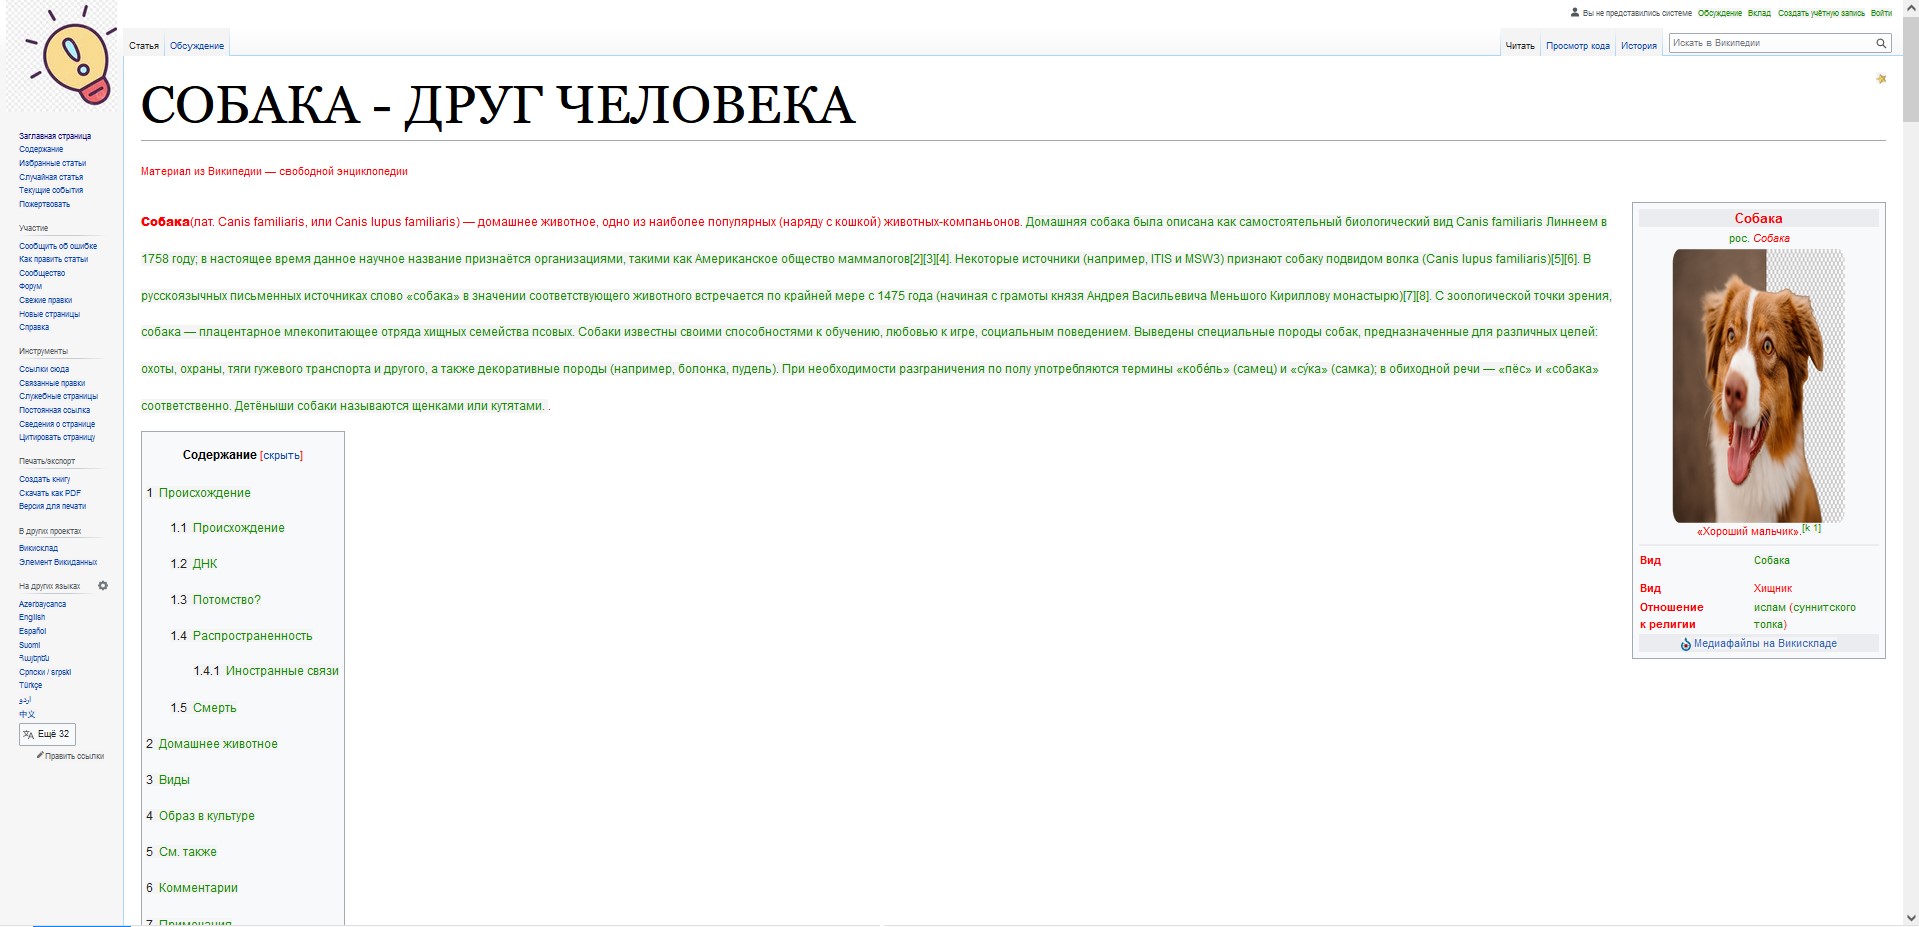 Вы не представились системе Обсуждение Вклад Создать учётную запись Войти
Статья Обсуждение
Читать Просмотр кода История Искать в Википедии
СОБАКА - ДРУГ ЧЕЛОВЕКА
Материал из Википедии — свободной энциклопедии
Собака(лат. Canis familiaris, или Canis lupus familiaris) — домашнее животное, одно из наиболее популярных (наряду с кошкой) животных-компаньонов. Домашняя собака была описана как самостоятельный биологический вид Canis familiaris Линнеем в
1758 году; в настоящее время данное научное название признаётся организациями, такими как Американское общество маммалогов[2][3][4]. Некоторые источники (например, ITIS и MSW3) признают собаку подвидом волка (Canis lupus familiaris)[5][6]. В
русскоязычных письменных источниках слово «собака» в значении соответствующего животного встречается по крайней мере с 1475 года (начиная с грамоты князя Андрея Васильевича Меньшого Кириллову монастырю)[7][8]. С зоологической точки зрения,
собака — плацентарное млекопитающее отряда хищных семейства псовых. Собаки известны своими способностями к обучению, любовью к игре, социальным поведением. Выведены специальные породы собак, предназначенные для различных целей:
охоты, охраны, тяги гужевого транспорта и другого, а также декоративные породы (например, болонка, пудель). При необходимости разграничения по полу употребляются термины «кобе́ль» (самец) и «су́ка» (самка); в обиходной речи — «пёс» и «собака»
соответственно. Детёныши собаки называются щенками или кутятами. .
Содержание [скрыть]
1 Происхождение
1.1 Происхождение
1.2 ДНК
1.3 Потомство?
1.4 Распространенность
1.4.1 Иностранные связи
1.5 Смерть
2 Домашнее животное
3 Виды
4 Образ в культуре
5 См. также
6 Комментарии
7 Примечания
Собака
рос. Собака
«Хороший мальчик».[k 1]
Вид Собака
Вид Хищник
Отношение ислам (суннитского
к религии толка)
Медиафайлы на Викискладе
Заглавная страница
Содержание
Избранные статьи
Случайная статья
Текущие события
Пожертвовать
Участие
Сообщить об ошибке
Как править статьи
Сообщество
Форум
Свежие правки
Новые страницы
Справка
Инструменты
Ссылки сюда
Связанные правки
Служебные страницы
Постоянная ссылка
Сведения о странице
Цитировать страницу
Печать/экспорт
Создать книгу
Скачать как PDF
Версия для печати
В других проектах
Викисклад
Элемент Викиданных
На других языках
Azərbaycanca
English
Español
Suomi
Հայերեն
Српски / srpski
Türkçe
اردو
中文
Ещё 32
Править ссылки